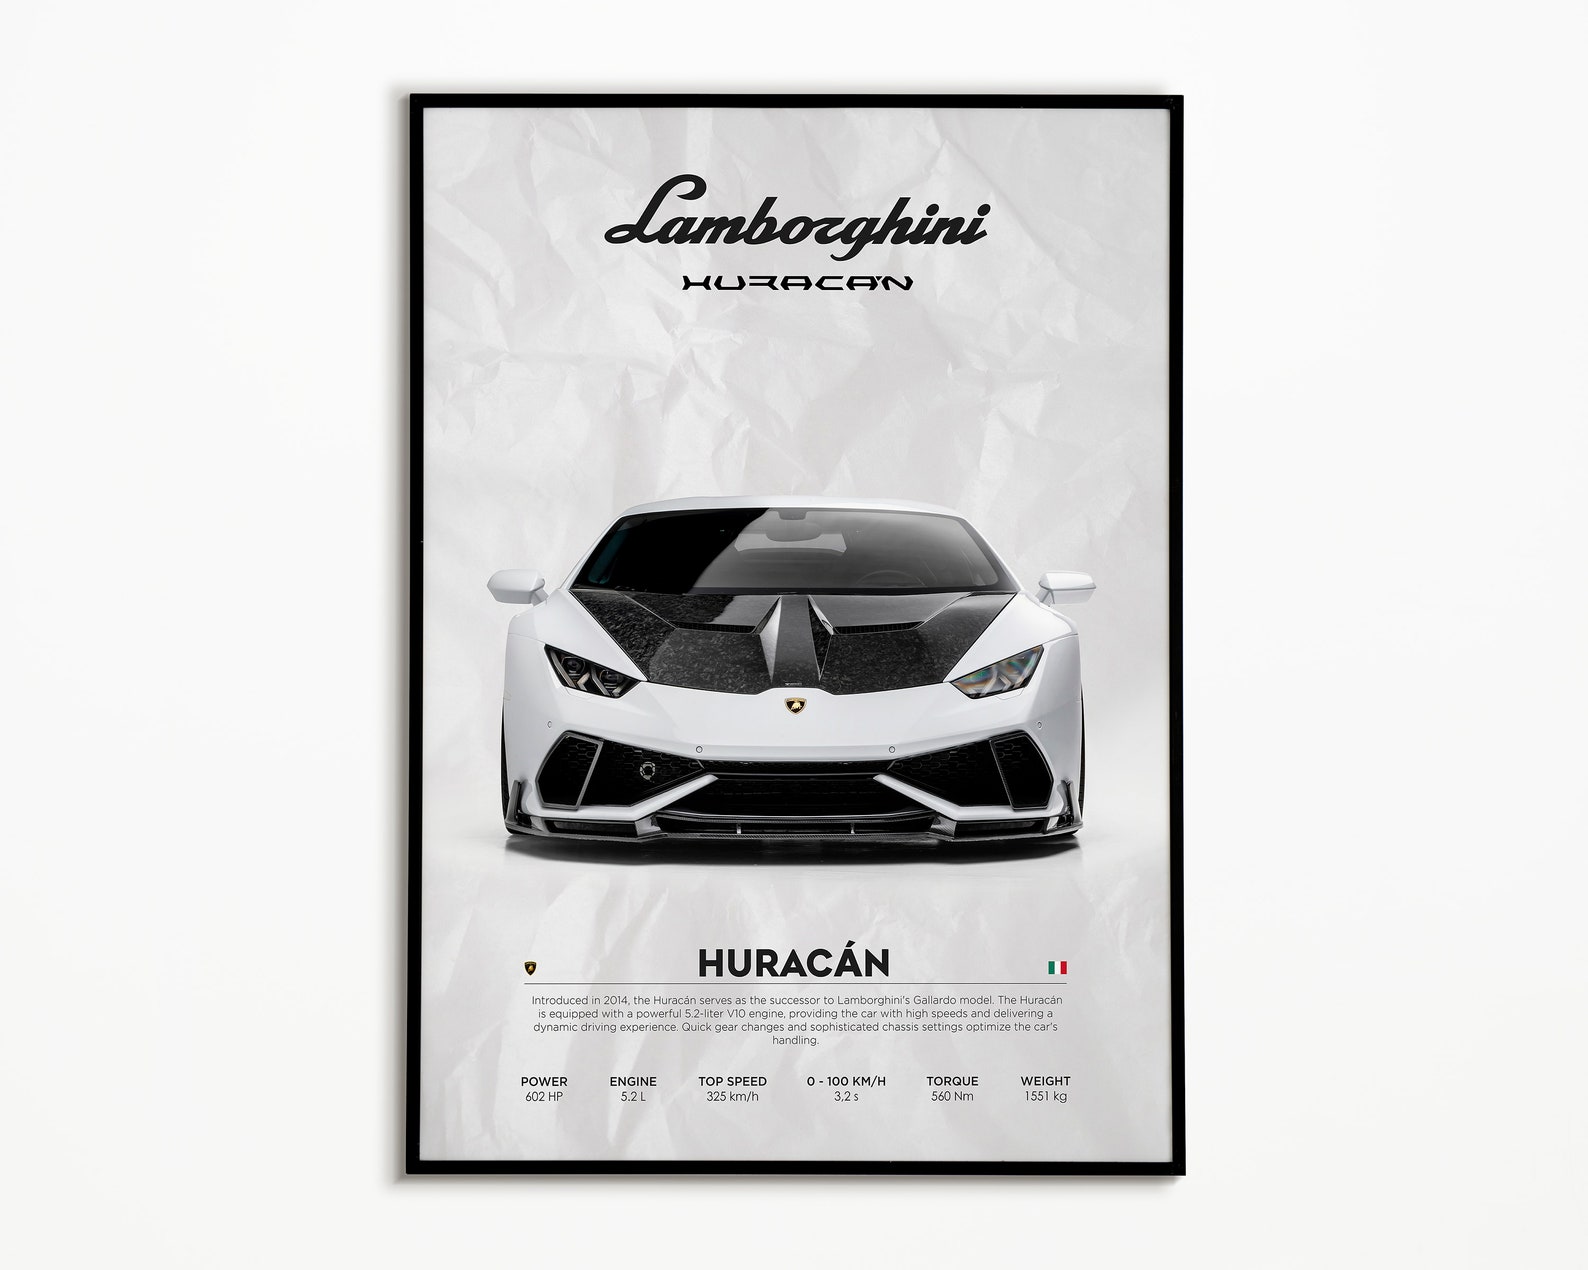 Lamborghini
HURACÁN
HURACÁN
Introduced in 2014, the Huracán serves as the successor to Lamborghini's Gallardo model. The Huracán
is equipped with a powerful 5.2-liter V10 engine, providing the car with high speeds and delivering a
dynamic driving experience. Quick gear changes and sophisticated chassis settings optimize the car's
handling.
POWER ENGINE TOP SPEED 0 - 100 KM/H TORQUE WEIGHT
602 HP 5.2 L 325 km/h 3,2 s 560 Nm 1551 kg